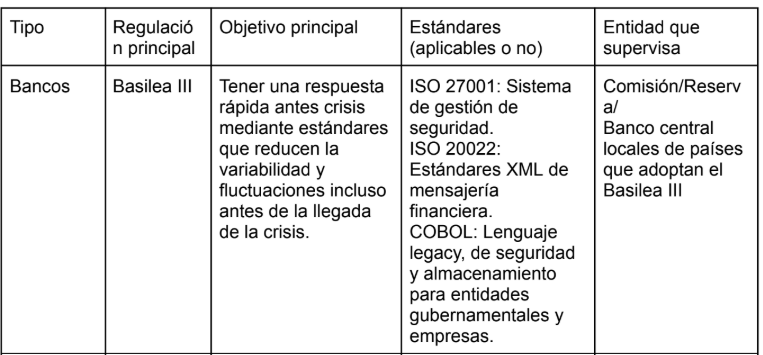 Tipo
Regulació
n principal
Objetivo principal
Estándares
(aplicables o no)
Entidad que
supervisa
Bancos
Basilea III
Tener una respuesta
rápida antes crisis
mediante estándares
que reducen la
variabilidad y
fluctuaciones incluso
antes de la llegada
de la crisis.
ISO 27001: Sistema
de gestión de
seguridad.
ISO 20022:
Estándares XML de
mensajería
financiera.
COBOL: Lenguaje
legacy, de seguridad
y almacenamiento
para entidades
gubernamentales y
empresas.
Comisión/Reserv
a/
Banco central
locales de países
que adoptan el
Basilea III